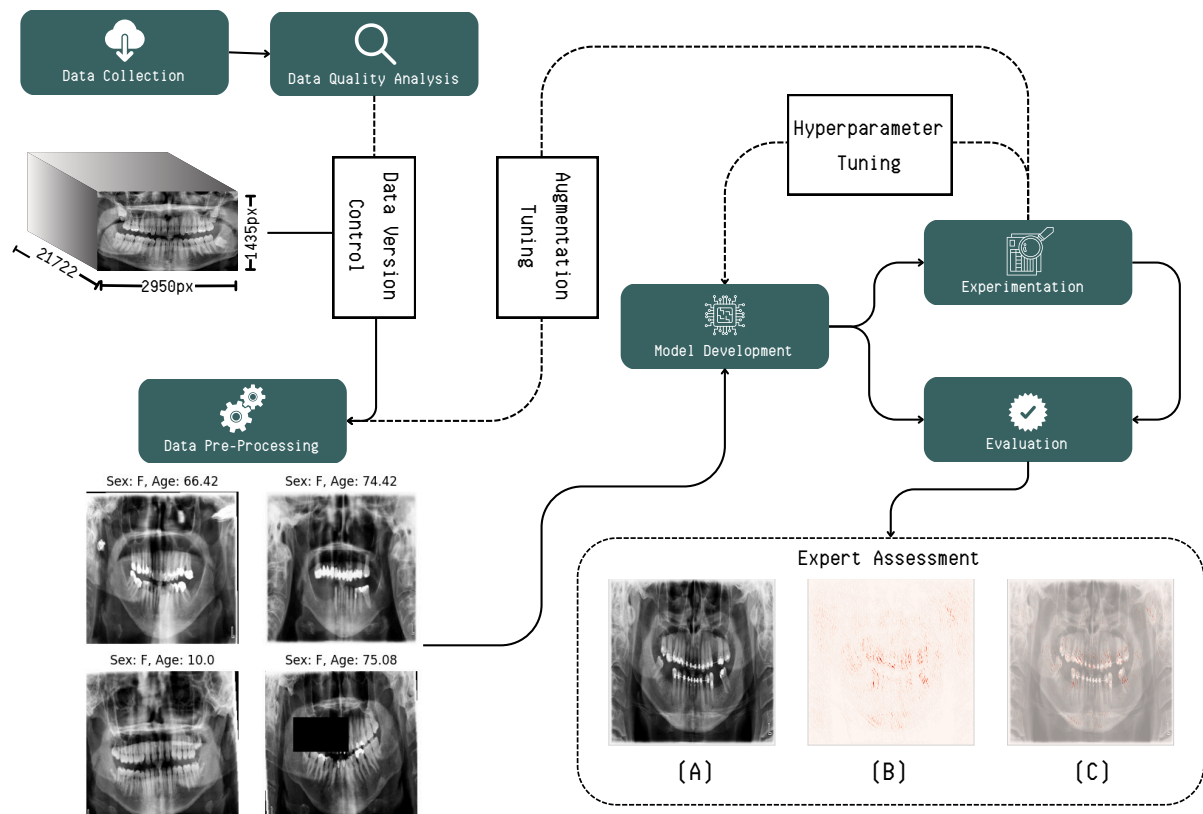 Data Collection
Data Quality Analysis
Hyperparameter
Tuning
Data Version
Control
Augmentation
Tuning
1435px
21722
2950px
Experimentation
Model Development
Data Pre-Processing
Evaluation
Sex: F, Age: 66.42
Sex: F, Age: 74.42
Sex: F, Age: 10.0
Sex: F, Age: 75.08
Expert Assessment
(A)
(B)
(C)